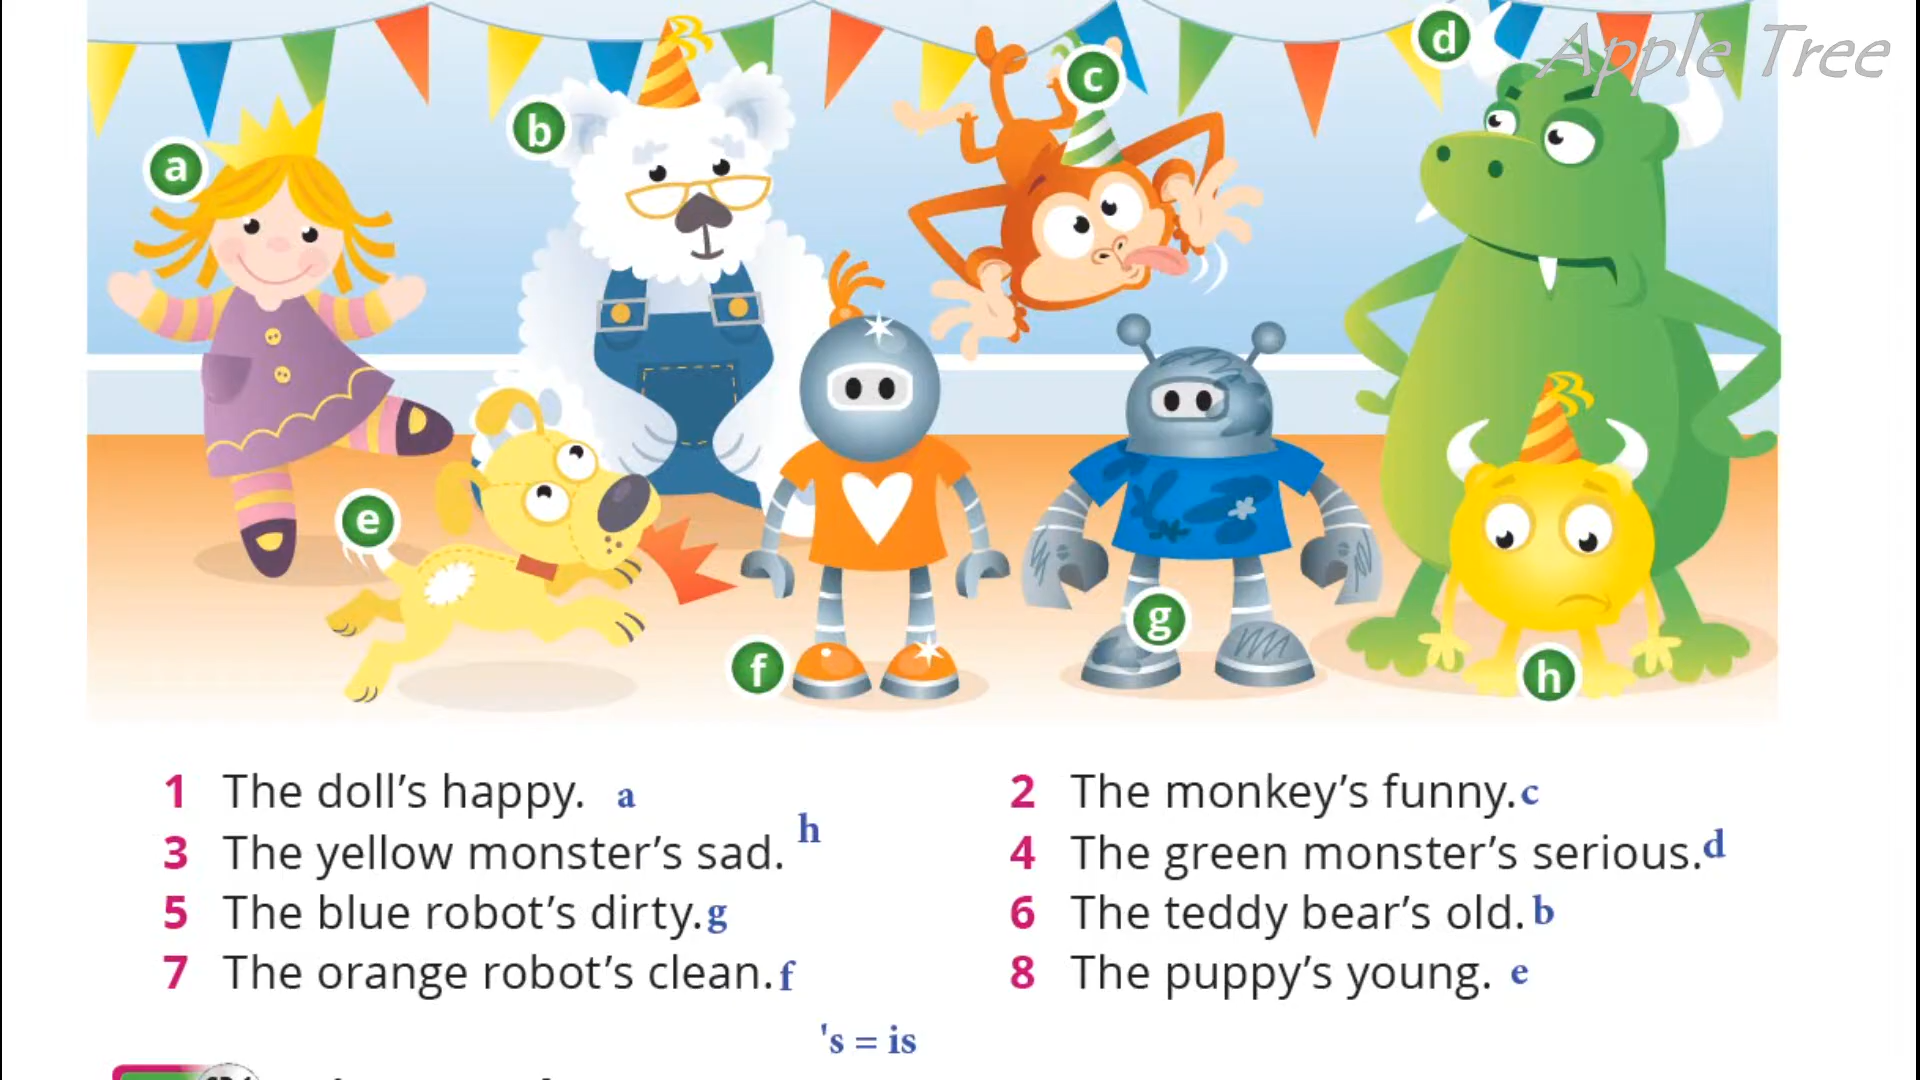 Apple Tree
d
c
b
a
e
g
f
h
1 The doll’s happy. a
2 The monkey’s funny. c
3 The yellow monster’s sad. h
4 The green monster’s serious. d
5 The blue robot’s dirty. g
6 The teddy bear’s old. b
7 The orange robot’s clean. f
8 The puppy’s young. e
's = is